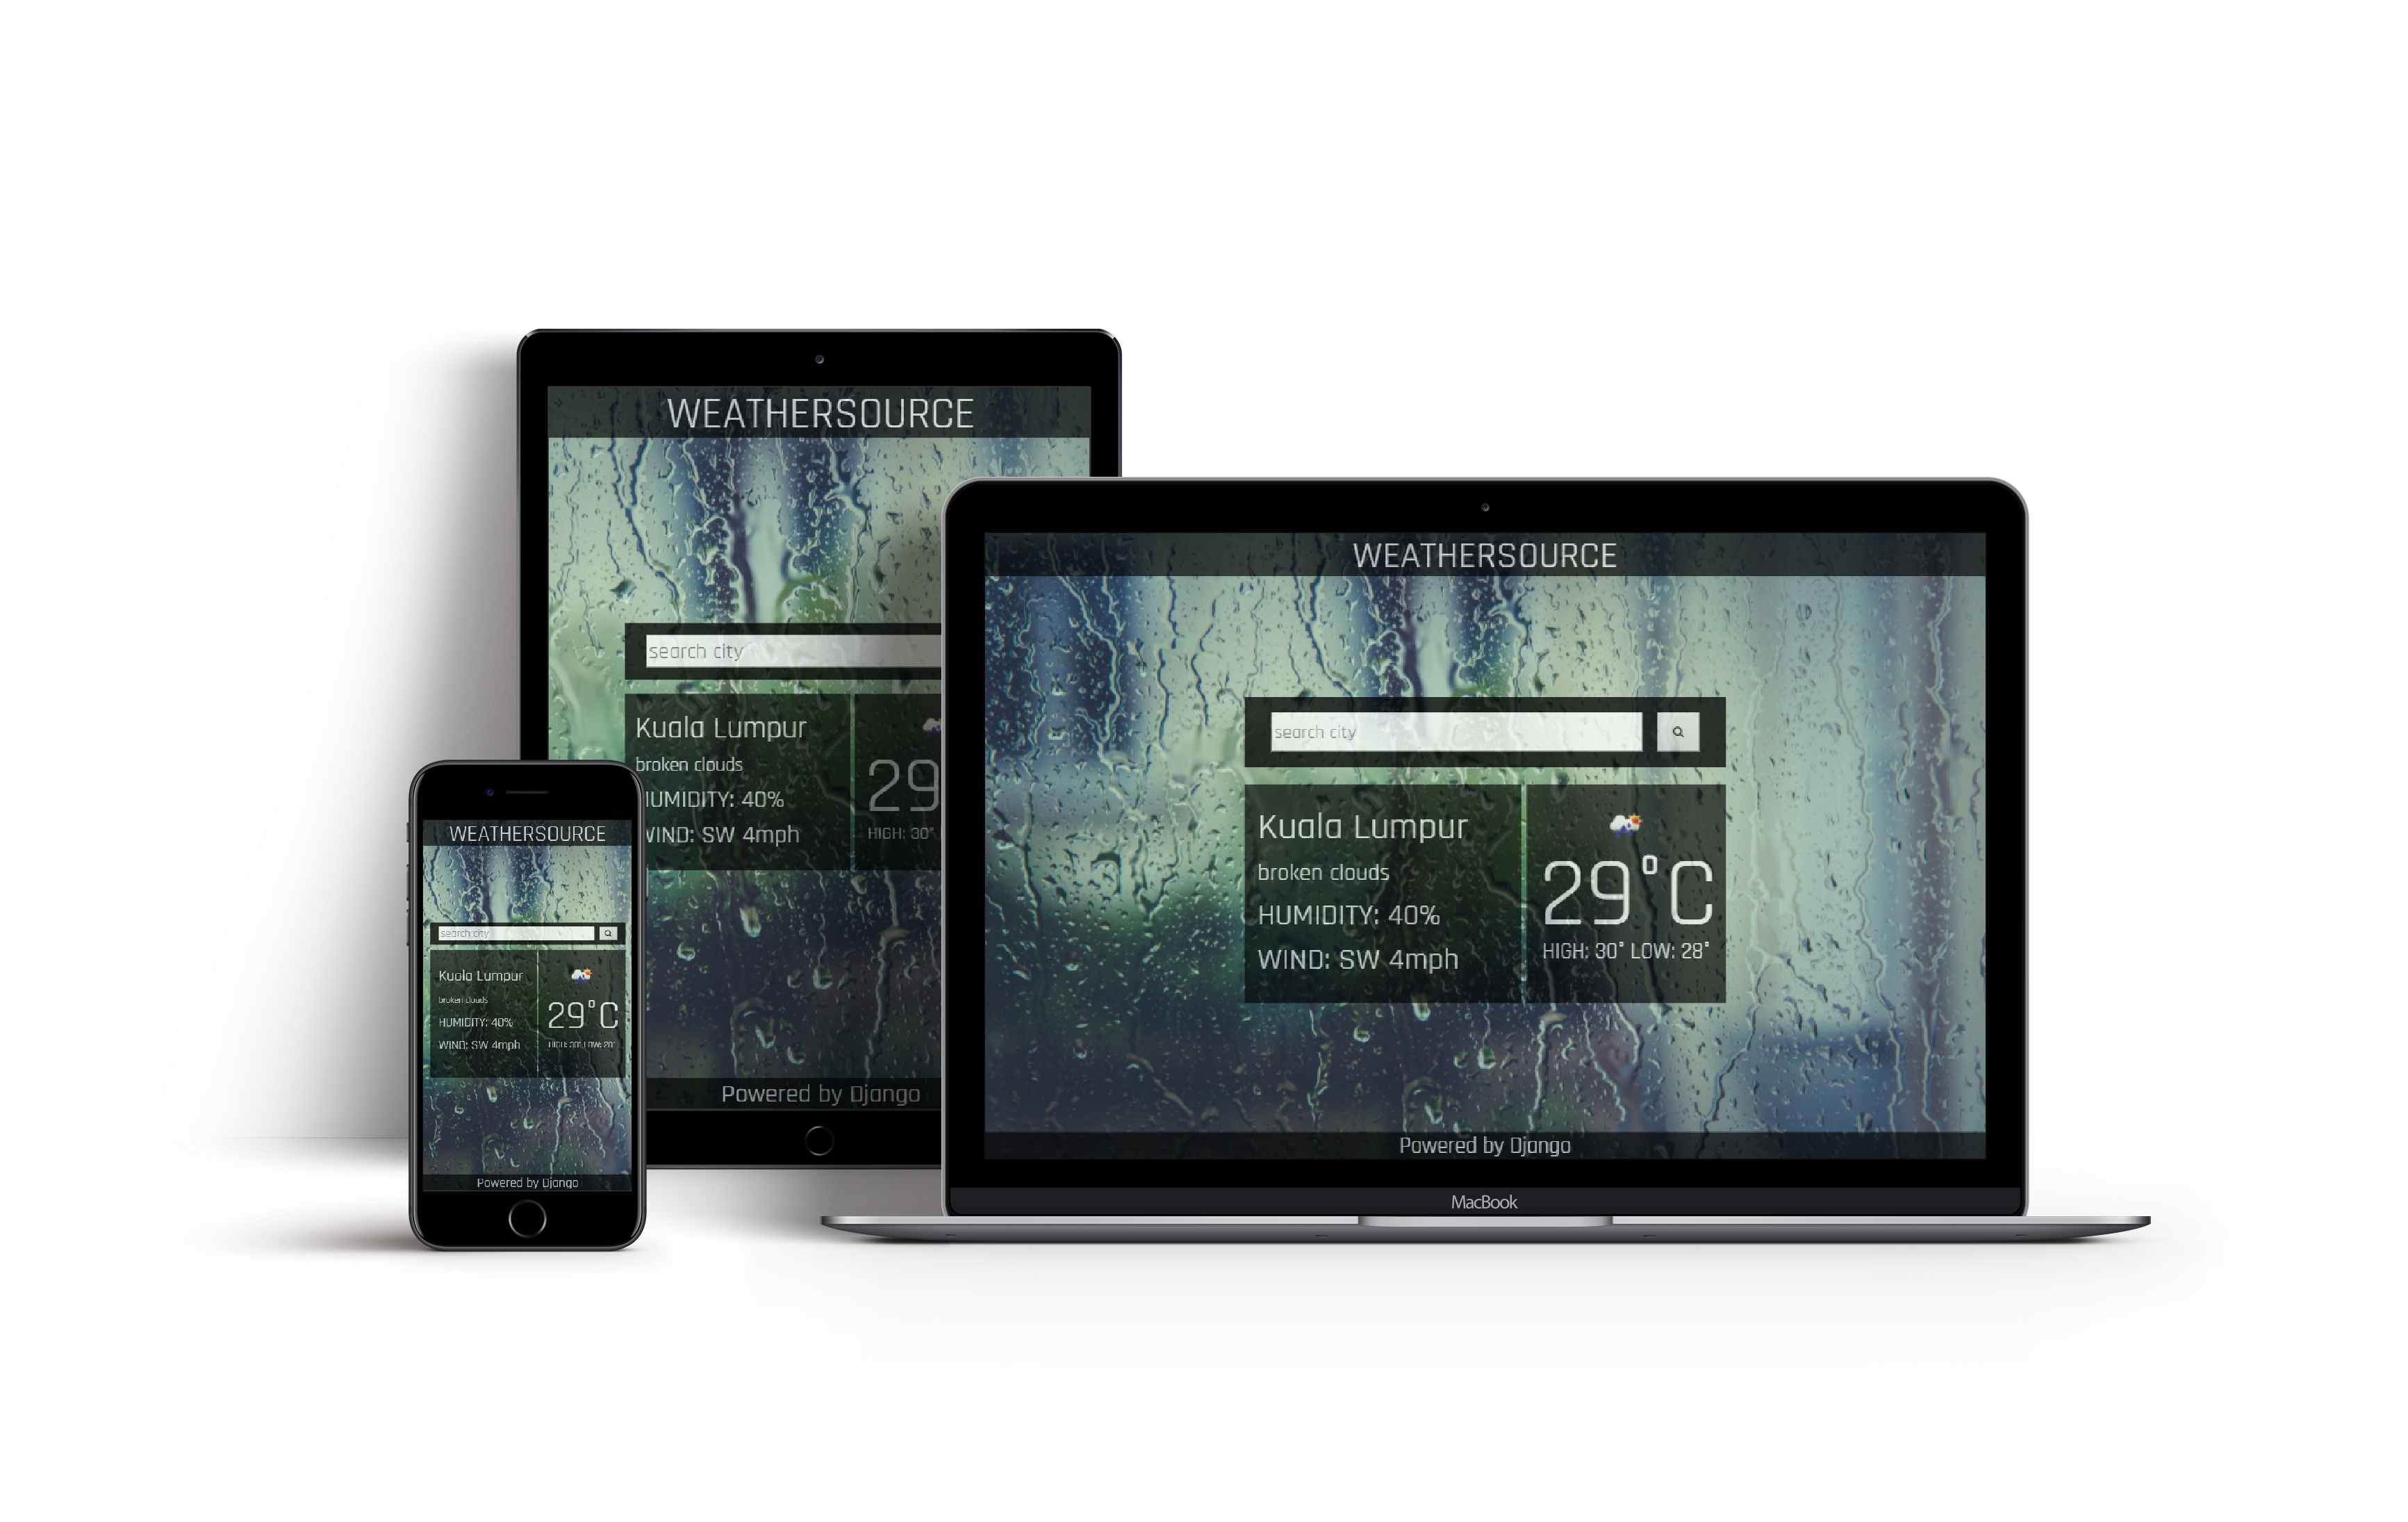 WEATHERSOURCE
search city
Kuala Lumpur
broken clouds
HUMIDITY: 40%
WIND: SW 4mph
29
HIGH: 30°
Powered by Django
WEATHERSOURCE
search city
Kuala Lumpur
broken clouds
HUMIDITY: 40%
WIND: SW 4mph
29°C
HIGH: 30° LOW: 28°
Powered by Django
MacBook
WEATHERSOURCE
search city
Kuala Lumpur
broken clouds
HUMIDITY: 40%
WIND: SW 4mph
29°C
HIGH: 30° LOW: 28°
Powered by Django